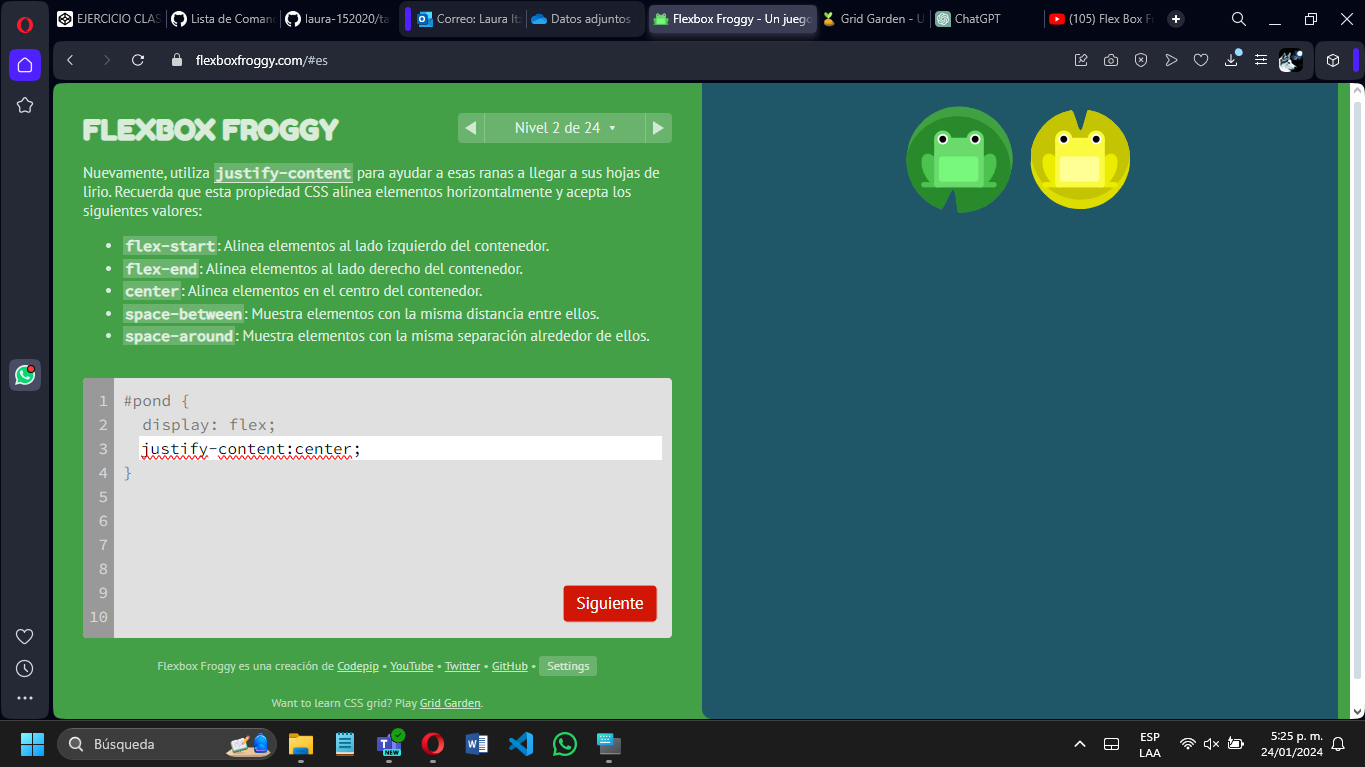 EJERCICIO CLAS
Lista de Coman
laura-152020/ta
Correo: Laura It
Datos adjuntos
Flexbox Froggy - Un juego
Grid Garden - U
ChatGPT
(105) Flex Box F
flexboxfroggy.com/#es
FLEXBOX FROGGY
Nivel 2 de 24
Nuevamente, utiliza justify-content para ayudar a esas ranas a llegar a sus hojas de
lirio. Recuerda que esta propiedad CSS alinea elementos horizontalmente y acepta los
siguientes valores:
• flex-start: Alinea elementos al lado izquierdo del contenedor.
• flex-end: Alinea elementos al lado derecho del contenedor.
• center: Alinea elementos en el centro del contenedor.
• space-between: Muestra elementos con la misma distancia entre ellos.
• space-around: Muestra elementos con la misma separación alrededor de ellos.
1 #pond {
2 display: flex;
3 justify-content:center;
4 }
5
6
7
8
9
10
Siguiente
Flexbox Froggy es una creación de Codepip • YouTube • Twitter • GitHub • Settings
Want to learn CSS grid? Play Grid Garden.
Búsqueda
NEW
ESP
LAA
5:25 p. m.
24/01/2024